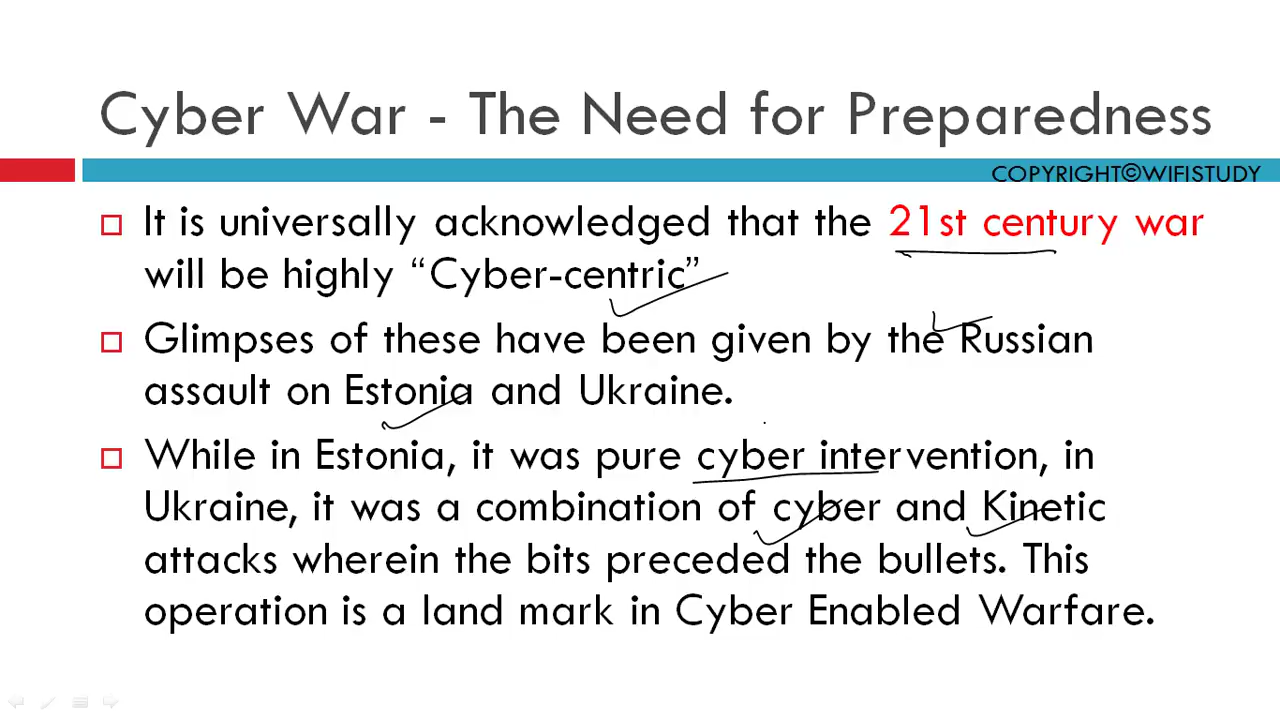 Cyber War - The Need for Preparedness
COPYRIGHT©WIFISTUDY
It is universally acknowledged that the 21st century war
will be highly “Cyber-centric”
Glimpses of these have been given by the Russian
assault on Estonia and Ukraine.
While in Estonia, it was pure cyber intervention, in
Ukraine, it was a combination of cyber and Kinetic
attacks wherein the bits preceded the bullets. This
operation is a land mark in Cyber Enabled Warfare.